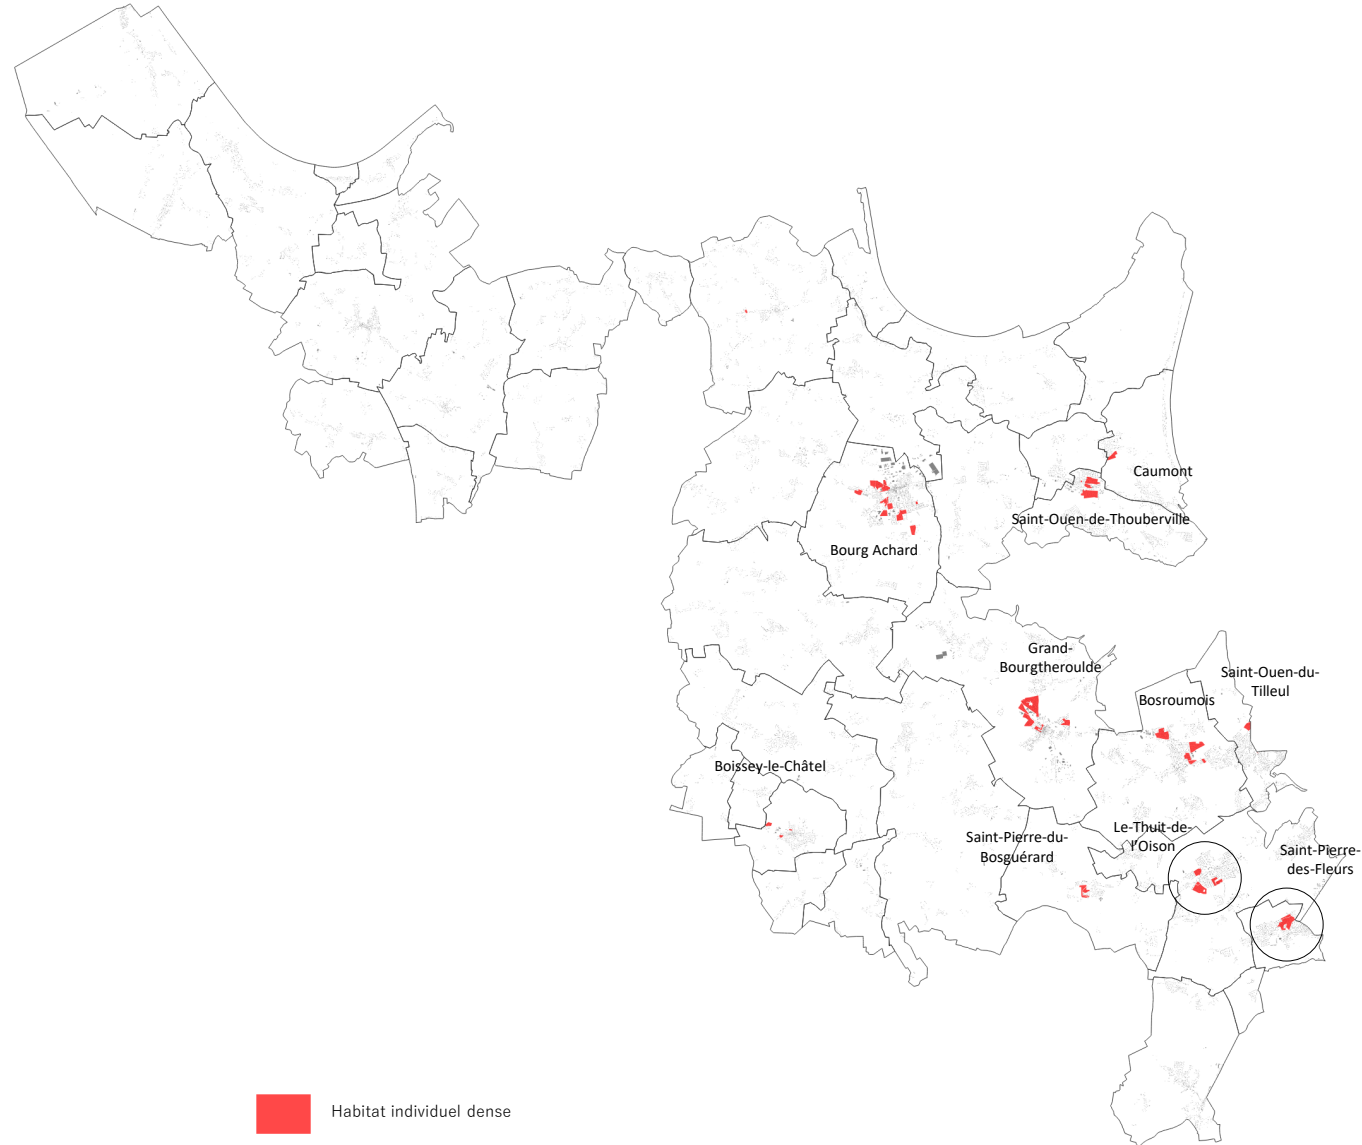 Caumont
Saint-Ouen-de-Thouberville
Bourg Achard
Grand-
Bourgtheroulde
Saint-Ouen-du-
Tilleul
Bosroumois
Boissey-le-Châtel
Le-Thuit-de-
l'Oison
Saint-Pierre-du-
Bosguérard
Saint-Pierre-
des-Fleurs
Habitat individuel dense